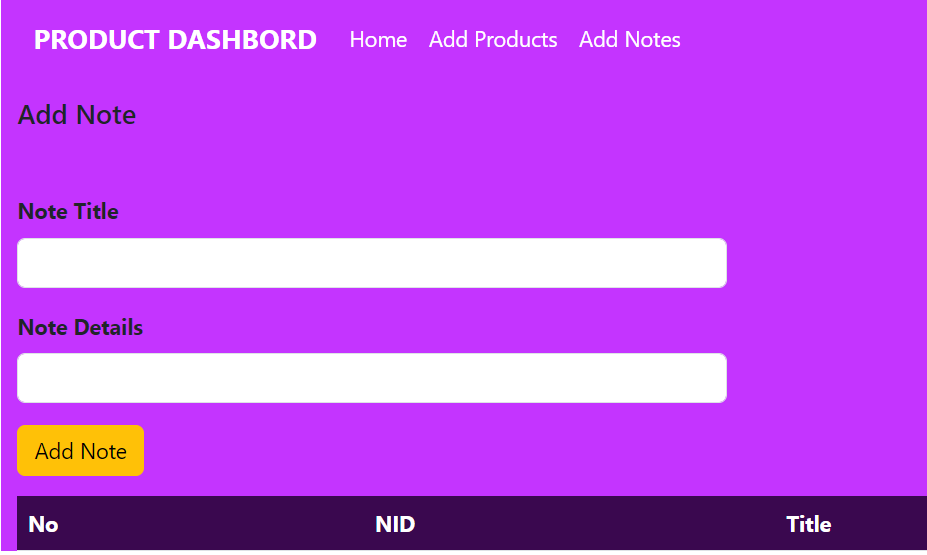 PRODUCT DASHBORD Home Add Products Add Notes
Add Note
Note Title
Note Details
Add Note
No NID Title